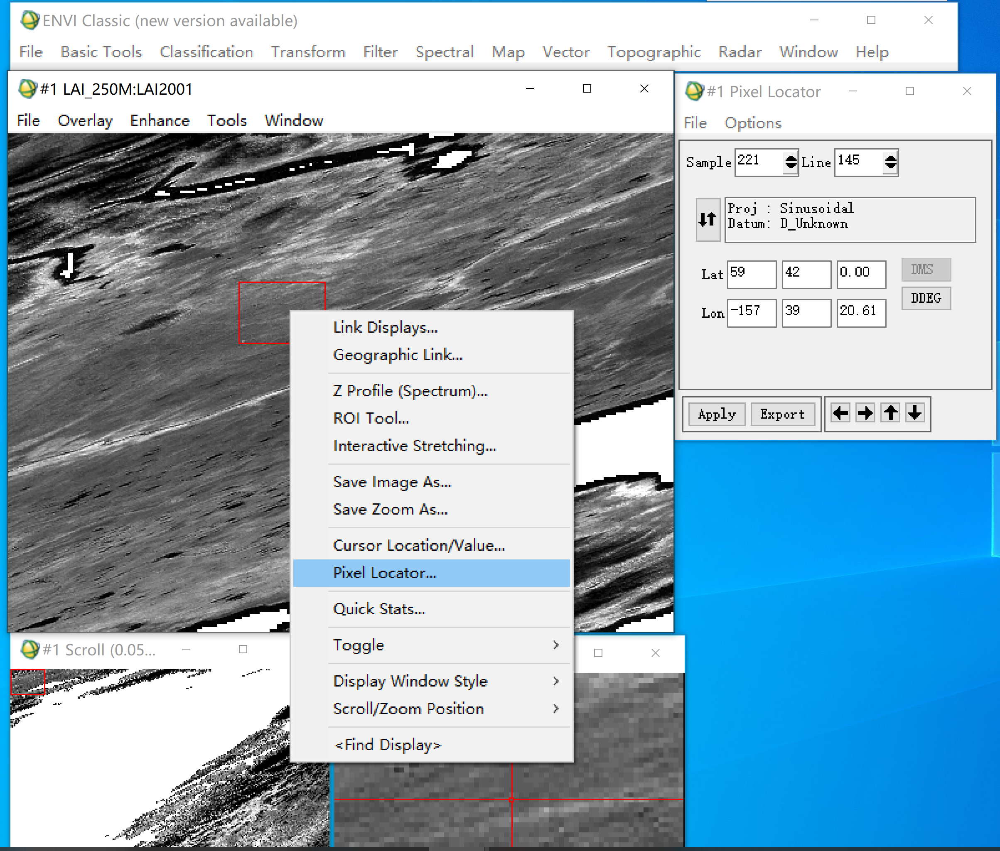 ENVI Classic (new version available)
File Basic Tools Classification Transform Filter Spectral Map Vector Topographic Radar Window Help
#1 LAI_250M:LAI2001
File Overlay Enhance Tools Window
#1 Pixel Locator
File Options
Sample 221 Line 145
Proj : Sinusoidal
Datum: D_Unknown
Lat 59 42 0.00 DMS
DDEG
Lon -157 39 20.61
Apply Export
Link Displays...
Geographic Link...
Z Profile (Spectrum)...
ROI Tool...
Interactive Stretching...
Save Image As...
Save Zoom As...
Cursor Location/Value...
Pixel Locator...
Quick Stats...
Toggle
Display Window Style
Scroll/Zoom Position
<Find Display>
#1 Scroll (0.05...